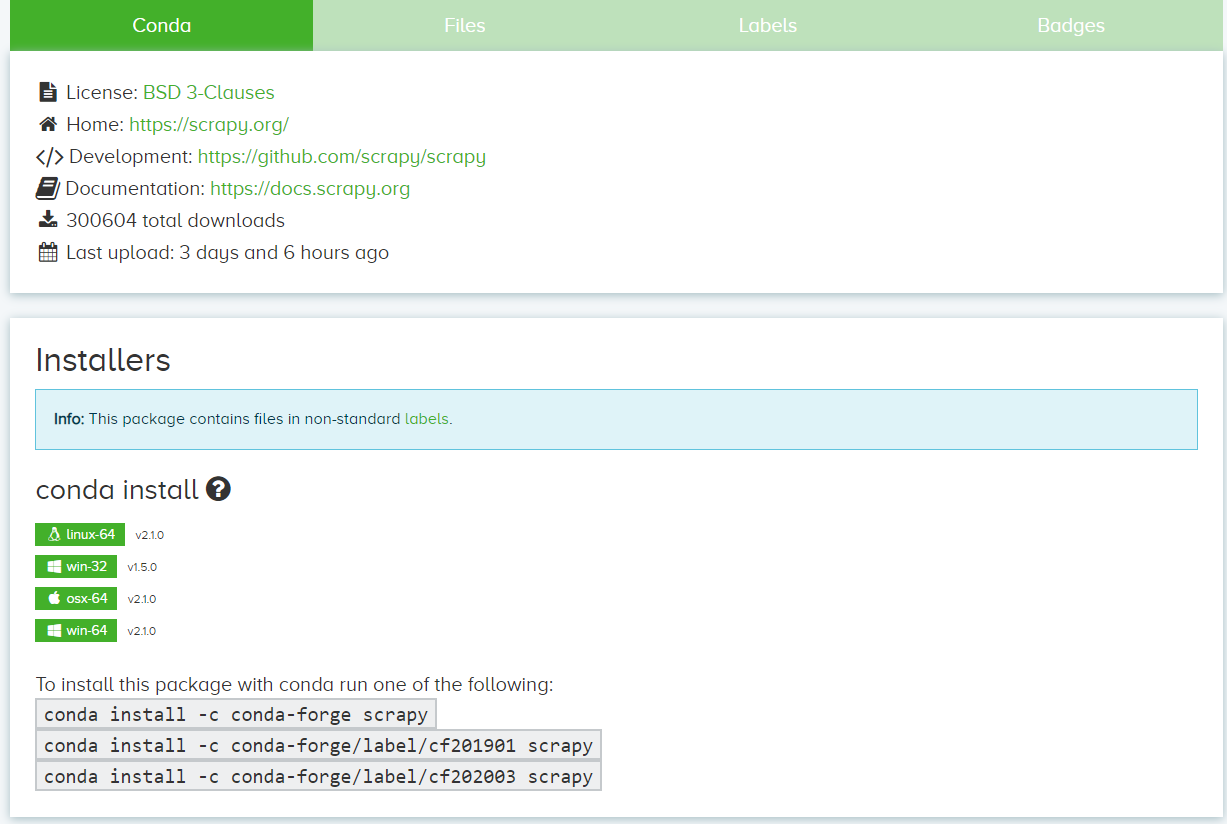 Conda Files Labels Badges
License: BSD 3-Clauses
Home: https://scrapy.org/
</> Development: https://github.com/scrapy/scrapy
Documentation: https://docs.scrapy.org
300604 total downloads
Last upload: 3 days and 6 hours ago
Installers
Info: This package contains files in non-standard labels.
conda install ?
linux-64 v2.1.0
win-32 v1.5.0
osx-64 v2.1.0
win-64 v2.1.0
To install this package with conda run one of the following:
conda install -c conda-forge scrapy
conda install -c conda-forge/label/cf201901 scrapy
conda install -c conda-forge/label/cf202003 scrapy